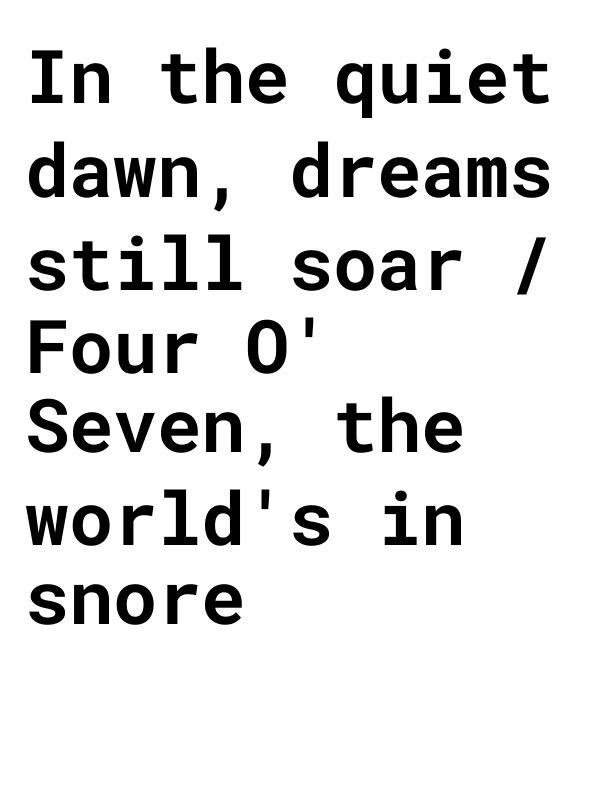 In the quiet
dawn, dreams
still soar /
Four O'
Seven, the
world's in
snore